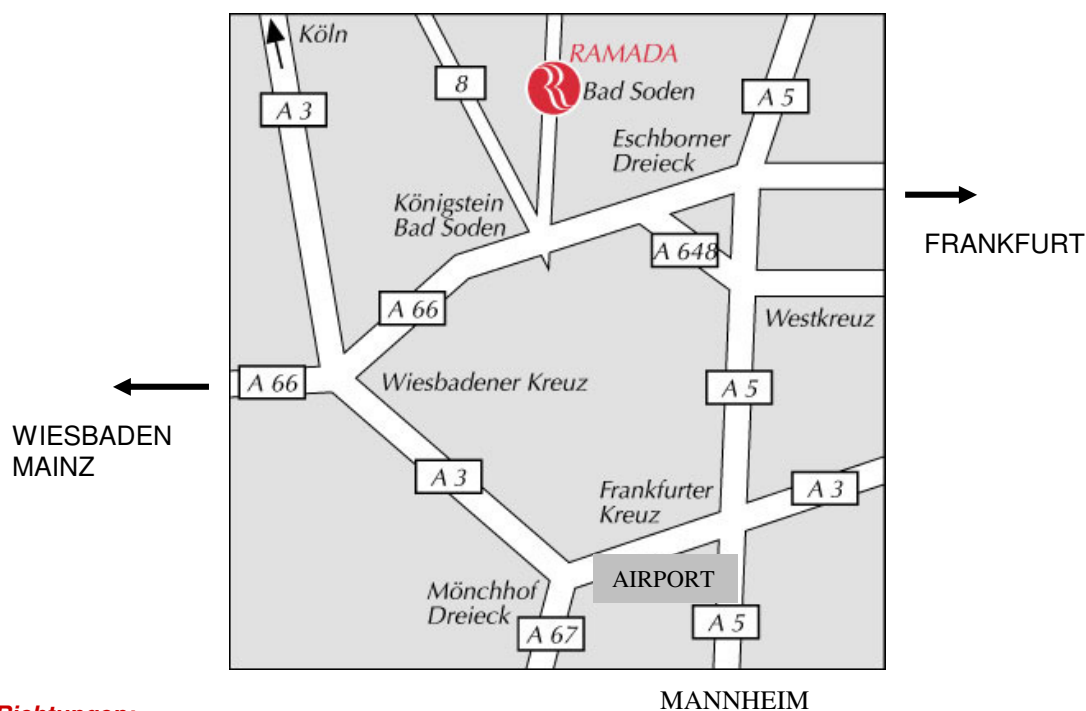 Köln
RAMADA
Bad Soden
A 3
8
A 5
Eschborner
Dreieck
Königstein
Bad Soden
A 648
FRANKFURT
A 66
Westkreuz
A 66
Wiesbadener Kreuz
A 5
WIESBADEN
MAINZ
A 3
Frankfurter
Kreuz
A 3
AIRPORT
Mönchhof
Dreieck
A 67
A 5
MANNHEIM